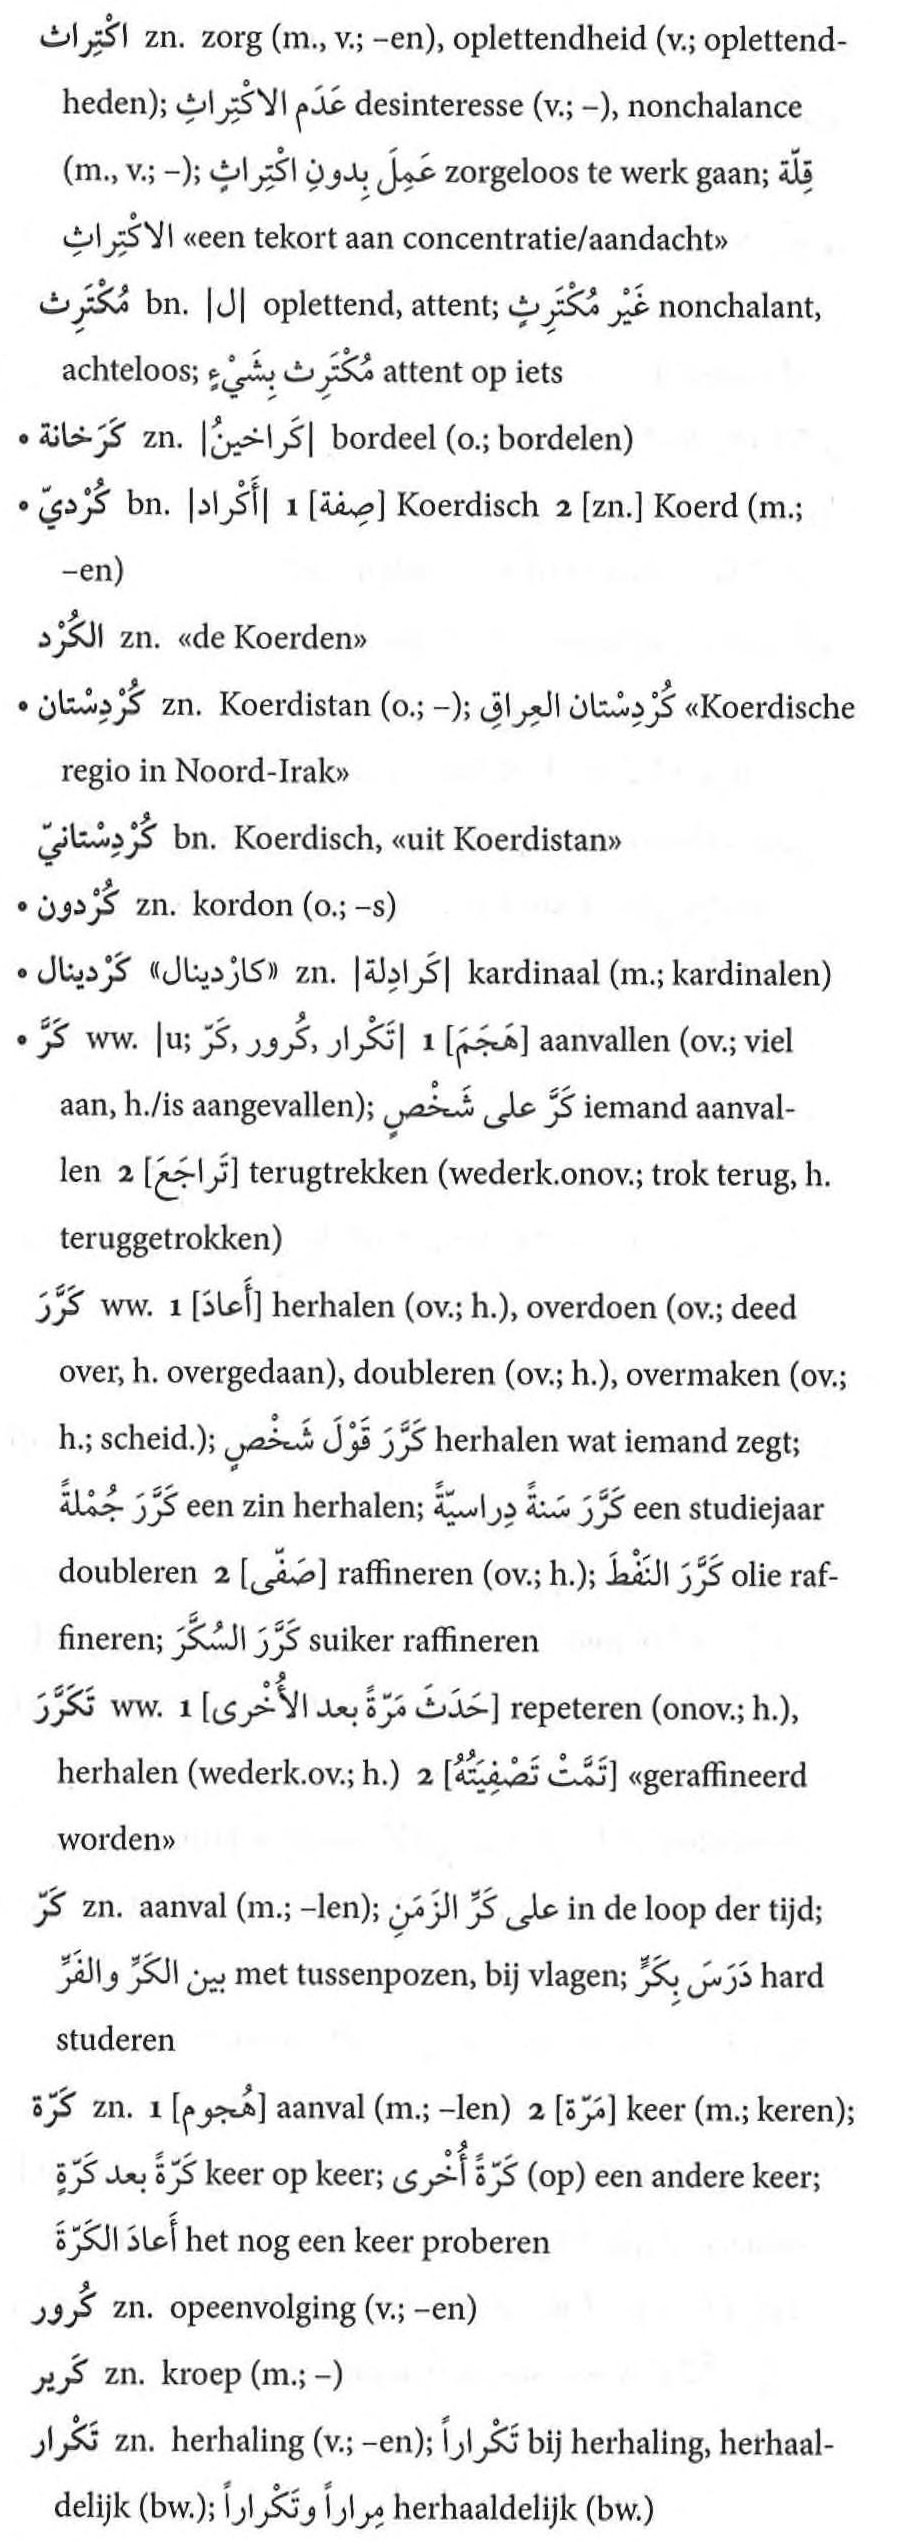 اكْتِراث zn. zorg (m., v.; –en), oplettendheid (v.; oplettend-
heden); عَدَم الاكْتِراثِ desinteresse (v.; –), nonchalance
(m., v.; –); عَمِلَ بِدونِ اكْتِراثٍ zorgeloos te werk gaan; قِلّة
الاكْتِراثِ «een tekort aan concentratie/aandacht»
مُكْتَرِث bn. |ل| oplettend, attent; غَيْر مُكْتَرِثٍ nonchalant,
achteloos; مُكْتَرِث بِشَيْءٍ attent op iets
• كَرَخانة zn. |كَراخينُ| bordeel (o.; bordelen)
• كُرْديّ bn. |أَكْراد| 1 [صِفة] Koerdisch 2 [zn.] Koerd (m.;
–en)
الكُرْد zn. «de Koerden»
• كُرْدِسْتان zn. Koerdistan (o.; –); كُرْدِسْتان العِراقِ «Koerdische
regio in Noord-Irak»
كُرْدِسْتانيّ bn. Koerdisch, «uit Koerdistan»
• كُرْدون zn. kordon (o.; –s)
• كَرْدينال «كارْدينال» zn. |كَرادِلة| kardinaal (m.; kardinalen)
• كَرَّ ww. |u; كَرّ, كُرور, تَكْرار| 1 [هَجَمَ] aanvallen (ov.; viel
aan, h./is aangevallen); كَرَّ على شَخْصٍ iemand aanval-
len 2 [تَراجَعَ] terugtrekken (wederk.onov.; trok terug, h.
teruggetrokken)
كَرَّرَ ww. 1 [أَعادَ] herhalen (ov.; h.), overdoen (ov.; deed
over, h. overgedaan), doubleren (ov.; h.), overmaken (ov.;
h.; scheid.); كَرَّرَ قَوْلَ شَخْصٍ herhalen wat iemand zegt;
كَرَّرَ جُمْلةً een zin herhalen; كَرَّرَ سَنةً دِراسيّةً een studiejaar
doubleren 2 [صَفّى] raffineren (ov.; h.); كَرَّرَ النَفْطَ olie raf-
fineren; كَرَّرَ السُكَّرَ suiker raffineren
تَكَرَّرَ ww. 1 [حَدَثَ مَرّةً بعد الأُخْرى] repeteren (onov.; h.),
herhalen (wederk.ov.; h.) 2 [تَمَّتْ تَصْفِيَتُهُ] «geraffineerd
worden»
كَرّ zn. aanval (m.; –len); على كَرِّ الزَمَنِ in de loop der tijd;
بين الكَرِّ والفَرِّ met tussenpozen, bij vlagen; دَرَسَ بِكَرٍّ hard
studeren
كَرّة zn. 1 [هُجوم] aanval (m.; –len) 2 [مَرّة] keer (m.; keren);
كَرّةً بعد كَرّةٍ keer op keer; كَرّةً أُخْرى (op) een andere keer;
أَعادَ الكَرّةَ het nog een keer proberen
كُرور zn. opeenvolging (v.; –en)
كَرير zn. kroep (m.; –)
تَكْرار zn. herhaling (v.; –en); تَكْراراً bij herhaling, herhaal-
delijk (bw.); مِراراً وتَكْراراً herhaaldelijk (bw.)